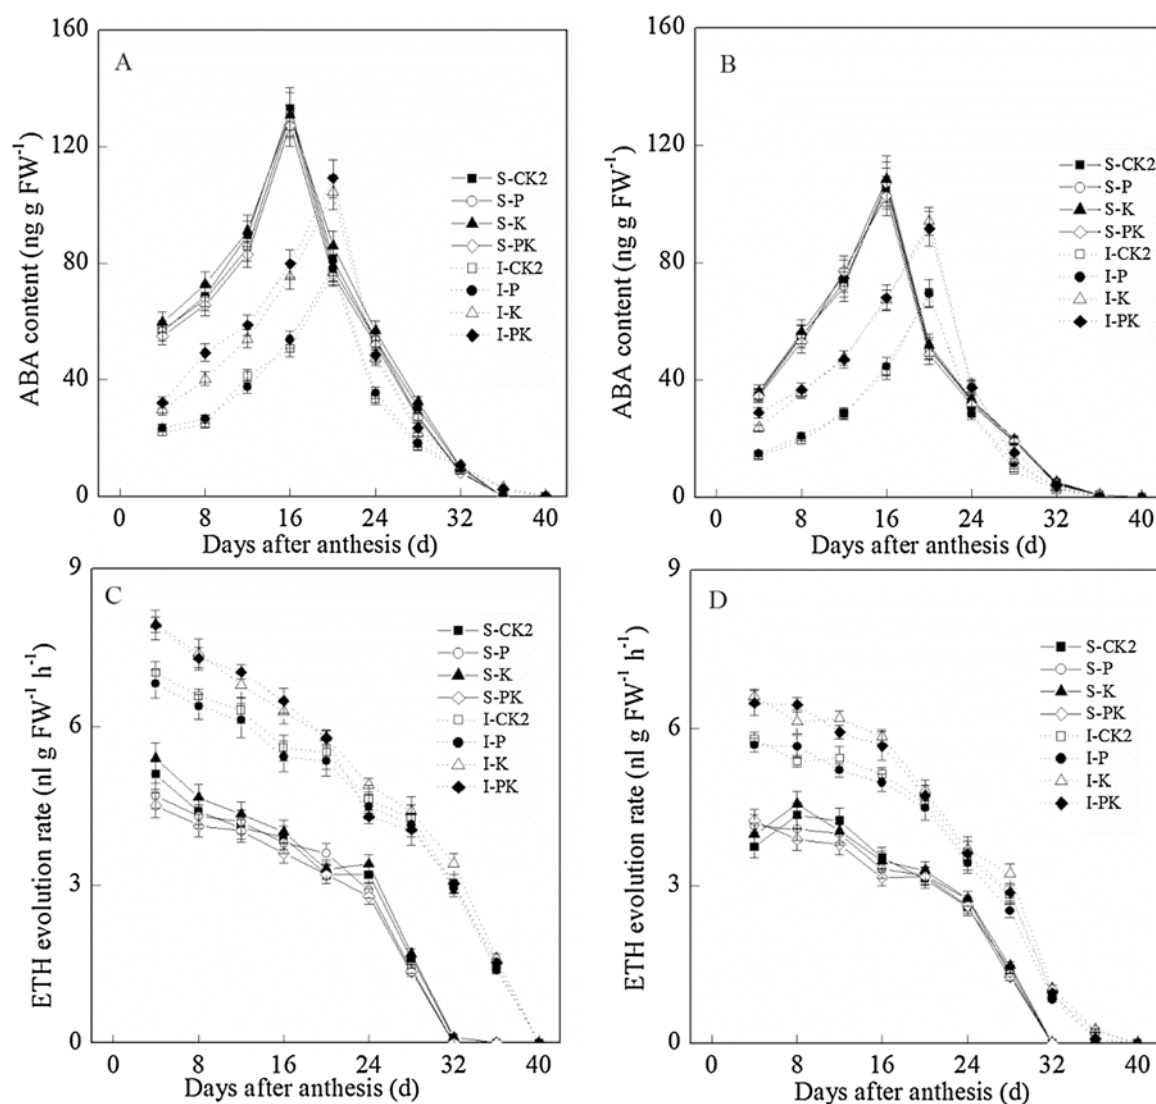 160
120
80
40
0
ABA content (ng g FW⁻¹)
A
S-CK2
S-P
S-K
S-PK
I-CK2
I-P
I-K
I-PK
0 8 16 24 32 40
Days after anthesis (d)
160
120
80
40
0
ABA content (ng g FW⁻¹)
B
S-CK2
S-P
S-K
S-PK
I-CK2
I-P
I-K
I-PK
0 8 16 24 32 40
Days after anthesis (d)
9
6
3
0
ETH evolution rate (nl g FW⁻¹ h⁻¹)
C
S-CK2
S-P
S-K
S-PK
I-CK2
I-P
I-K
I-PK
0 8 16 24 32 40
Days after anthesis (d)
9
6
3
0
ETH evolution rate (nl g FW⁻¹ h⁻¹)
D
S-CK2
S-P
S-K
S-PK
I-CK2
I-P
I-K
I-PK
0 8 16 24 32 40
Days after anthesis (d)